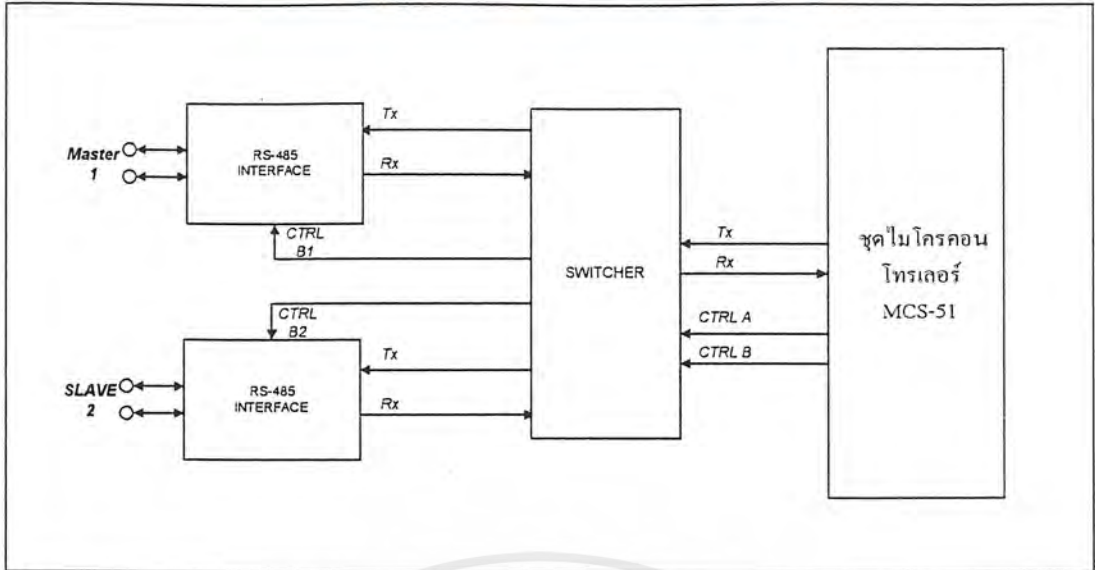 Master
1
RS-485
INTERFACE
Tx
Rx
CTRL
B1
CTRL
B2
SLAVE
2
RS-485
INTERFACE
Tx
Rx
SWITCHER
Tx
Rx
CTRL A
CTRL B
ชุดไมโครคอน
โทรเลอร์
MCS-51